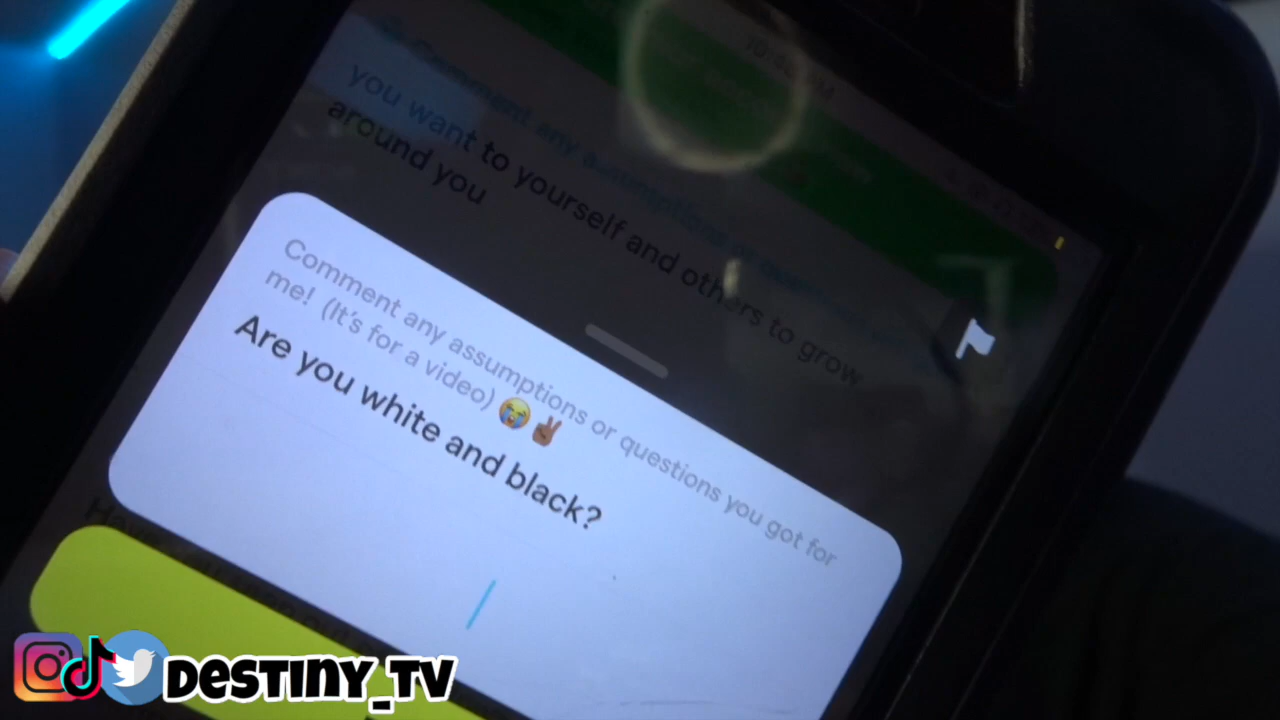 you want to yourself and others to grow
around you
Comment any assumptions or questions you got for
me! (It's for a video) 😭✌🏾
Are you white and black?
DESTINY_TV